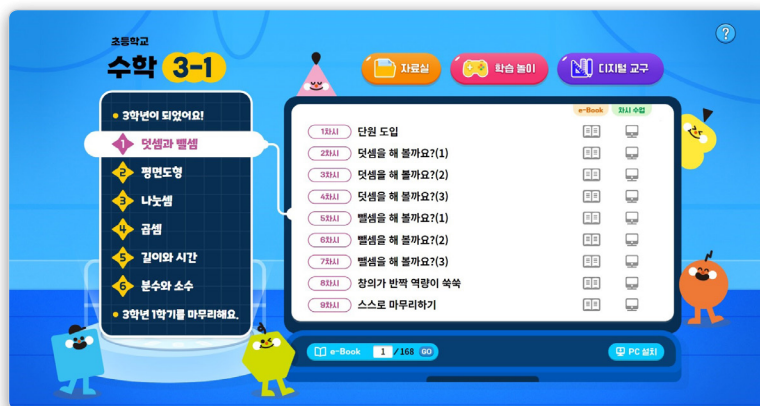 초등학교
수학 3-1
자료실
학습 놀이
디지털 교구
?
3학년이 되었어요!
1 덧셈과 뺄셈
2 평면도형
3 나눗셈
4 곱셈
5 길이와 시간
6 분수와 소수
3학년 1학기를 마무리해요.
e-Book 차시 수업
1차시 단원 도입
2차시 덧셈을 해 볼까요?(1)
3차시 덧셈을 해 볼까요?(2)
4차시 덧셈을 해 볼까요?(3)
5차시 뺄셈을 해 볼까요?(1)
6차시 뺄셈을 해 볼까요?(2)
7차시 뺄셈을 해 볼까요?(3)
8차시 창의가 반짝 역량이 쑥쑥
9차시 스스로 마무리하기
e-Book 1 /168 GO
PC 설치